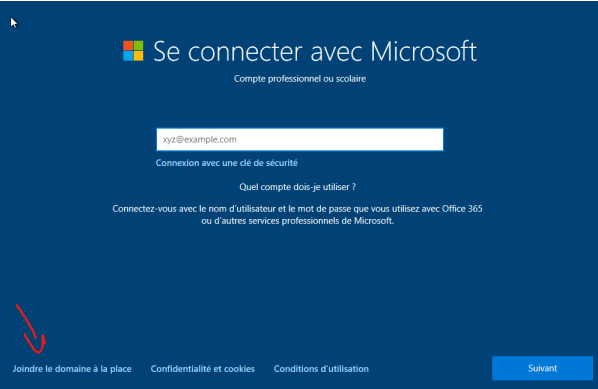 Se connecter avec Microsoft
Compte professionnel ou scolaire
xyz@example.com
Connexion avec une clé de sécurité
Quel compte dois-je utiliser ?
Connectez-vous avec le nom d'utilisateur et le mot de passe que vous utilisez avec Office 365
ou d'autres services professionnels de Microsoft.
Joindre le domaine à la place
Confidentialité et cookies
Conditions d'utilisation
Suivant